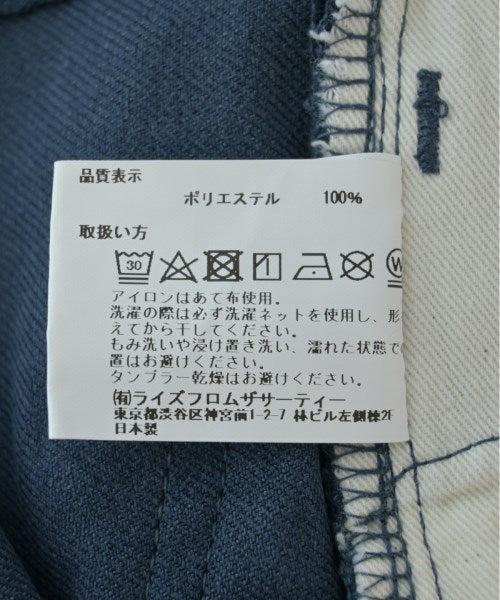 品質表示
ポリエステル 100%
取扱い方
30 W
アイロンはあて布使用。
洗濯の際は必ず洗濯ネットを使用し、形
えてから干してください。
もみ洗いや浸け置き洗い、濡れた状態で
置はお避けください。
タンブラー乾燥はお避けください。
(有)ライズフロムザサーティー
東京都渋谷区神宮前1-2-7 林ビル左側棟2F
日本製